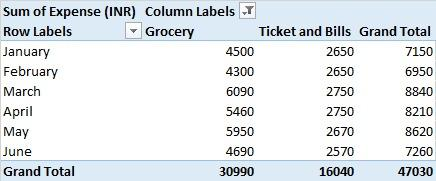 Sum of Expense (INR) Column Labels
Row Labels Grocery Ticket and Bills Grand Total
January 4500 2650 7150
February 4300 2650 6950
March 6090 2750 8840
April 5460 2750 8210
May 5950 2670 8620
June 4690 2570 7260
Grand Total 30990 16040 47030